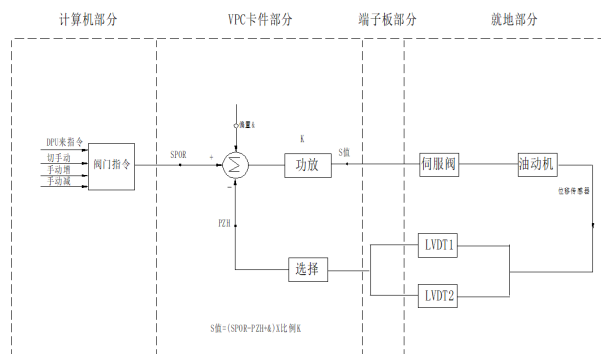 计算机部分
VPC卡件部分
端子板部分
就地部分
偏置&
DPU来指令
切手动
手动增
手动减
阀门指令
SPOR
+
Σ
−
K
功放
S值
伺服阀
油动机
位移传感器
PZH
选择
LVDT1
LVDT2
S值=(SPOR-PZH+&)X比例K